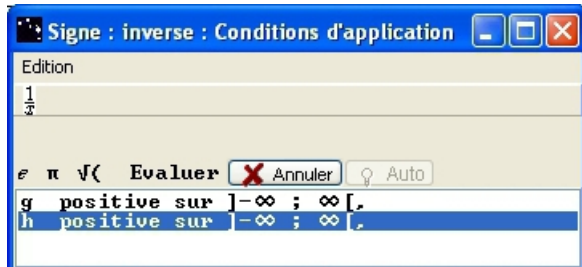 Signe : inverse : Conditions d'application
Edition
1/x
e π √( Evaluer Annuler Auto
g positive sur ]-∞ ; ∞[,
h positive sur ]-∞ ; ∞[,